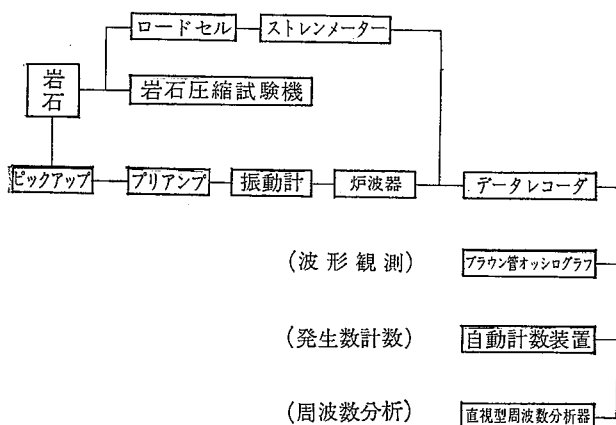 ロードセル
ストレンメーター
岩石
岩石圧縮試験機
ピックアップ
プリアンプ
振動計
炉波器
データレコーダ
(波形観測)
ブラウン管オッシログラフ
(発生数計数)
自動計数装置
(周波数分析)
直視型周波数分析器